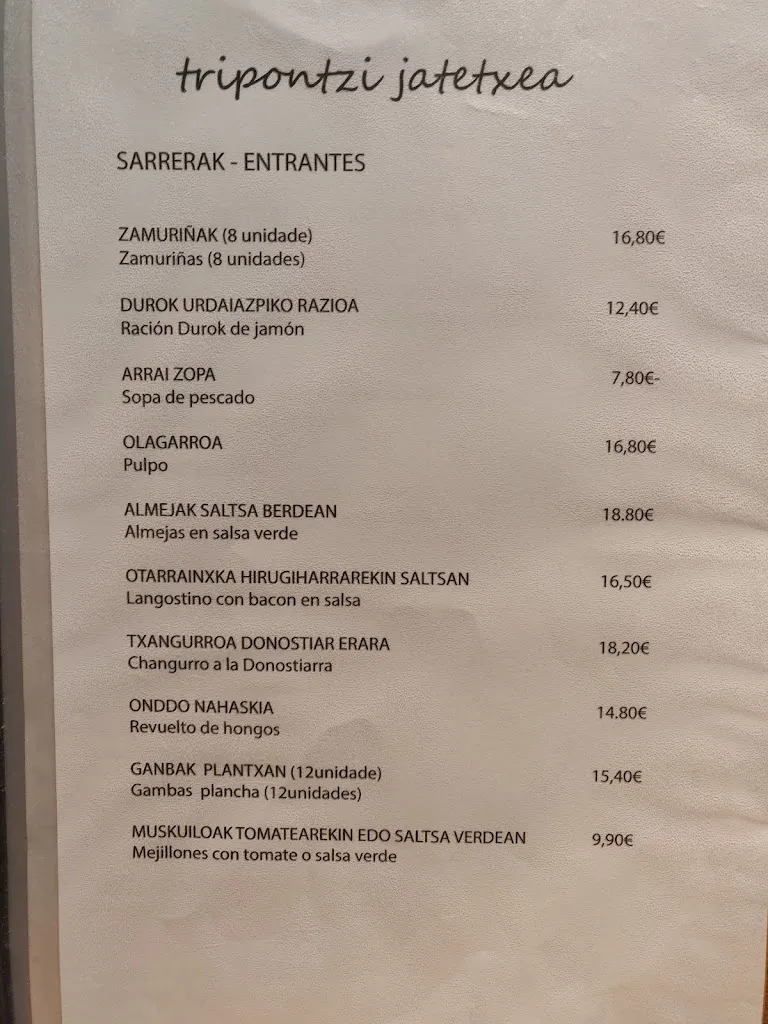 tripontzi jatetxea
SARRERAK - ENTRANTES
ZAMURIÑAK (8 unidade) 16,80€
Zamuriñas (8 unidades)
DUROK URDAIAZPIKO RAZIOA 12,40€
Ración Durok de jamón
ARRAI ZOPA 7,80€-
Sopa de pescado
OLAGARROA 16,80€
Pulpo
ALMEJAK SALTSA BERDEAN 18.80€
Almejas en salsa verde
OTARRAINXKA HIRUGIHARRAREKIN SALTSAN 16,50€
Langostino con bacon en salsa
TXANGURROA DONOSTIAR ERARA 18,20€
Changurro a la Donostiarra
ONDDO NAHASKIA 14.80€
Revuelto de hongos
GANBAK PLANTXAN (12unidade) 15,40€
Gambas plancha (12unidades)
MUSKUILOAK TOMATEAREKIN EDO SALTSA VERDEAN 9,90€
Mejillones con tomate o salsa verde